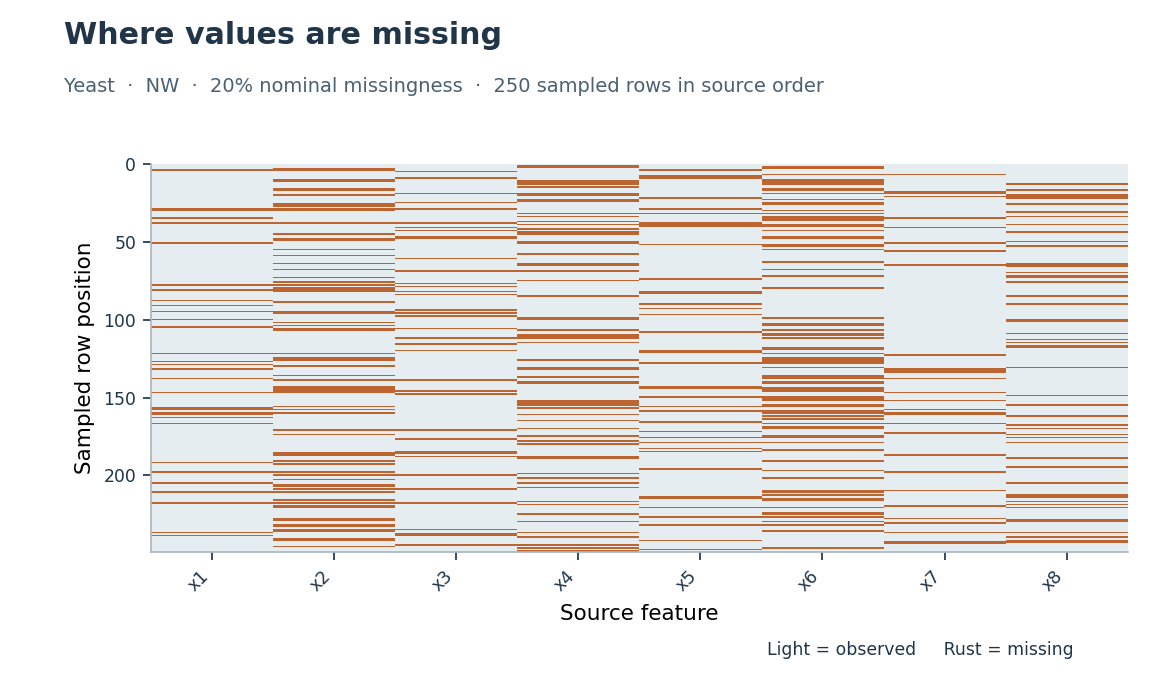 Where values are missing
Yeast · NW · 20% nominal missingness · 250 sampled rows in source order
0
50
100
150
200
Sampled row position
x1 x2 x3 x4 x5 x6 x7 x8
Source feature
Light = observed Rust = missing